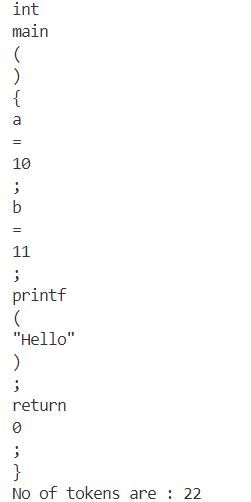 int
main
(
)
{
a
=
10
;
b
=
11
;
printf
(
"Hello"
)
;
return
0
;
}
No of tokens are : 22